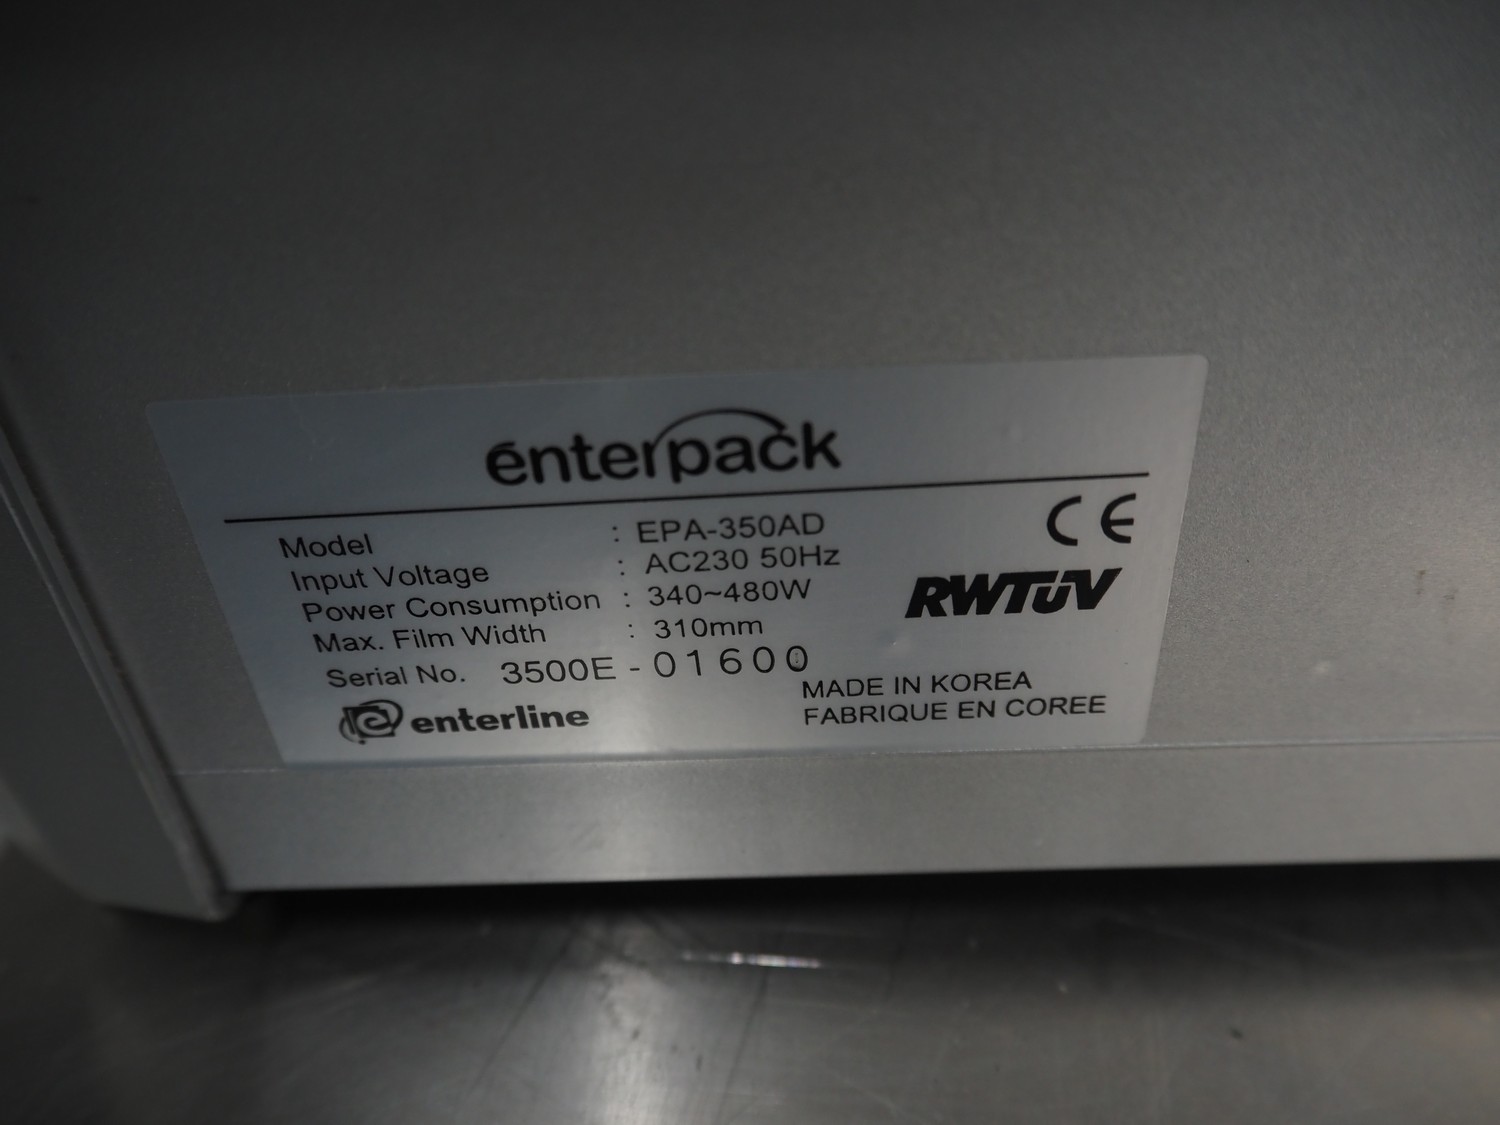 énterpack
Model : EPA-350AD
Input Voltage : AC230 50Hz
Power Consumption : 340~480W
Max. Film Width : 310mm
Serial No. 3500E - 01600
CE
RWTüV
enterline
MADE IN KOREA
FABRIQUE EN COREE